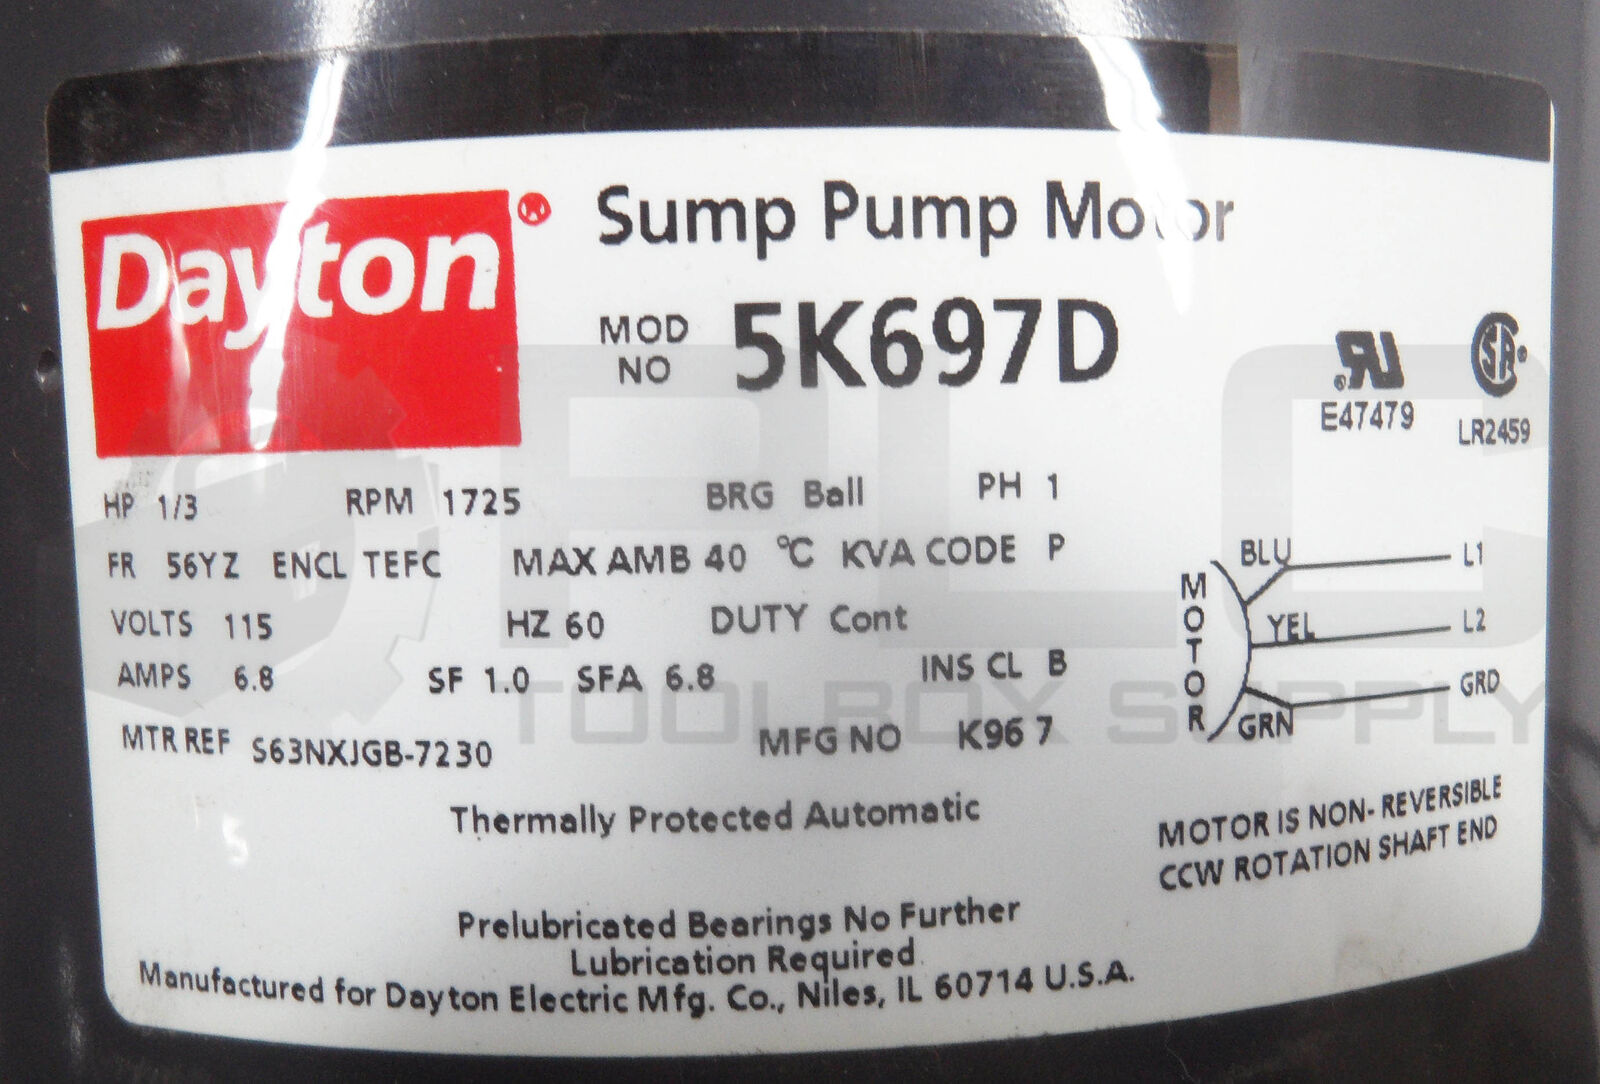 Dayton®
Sump Pump Motor
MOD NO 5K697D
E47479
LR2459
HP 1/3 RPM 1725 BRG Ball PH 1
FR 56YZ ENCL TEFC MAX AMB 40 °C KVA CODE P
VOLTS 115 HZ 60 DUTY Cont
AMPS 6.8 SF 1.0 SFA 6.8 INS CL B
MTR REF S63NXJGB-7230 MFG NO K96 7
MOTOR
BLU L1
YEL L2
GRN GRD
Thermally Protected Automatic
MOTOR IS NON-REVERSIBLE
CCW ROTATION SHAFT END
Prelubricated Bearings No Further
Lubrication Required
Manufactured for Dayton Electric Mfg. Co., Niles, IL 60714 U.S.A.
PLC
TOOLBOX SUPPLY